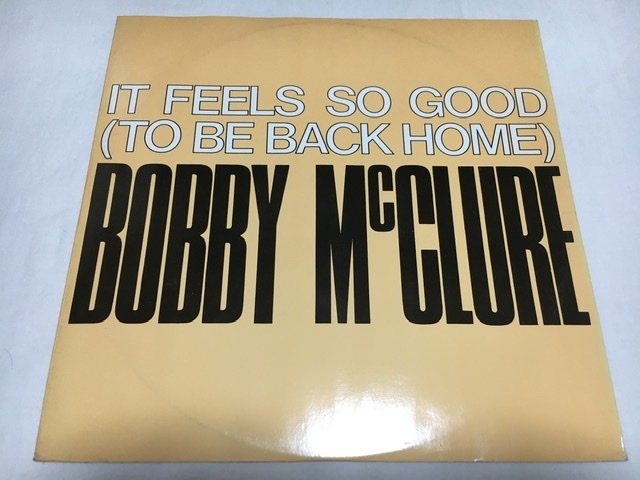 IT FEELS SO GOOD
(TO BE BACK HOME)
BOBBY McCLURE